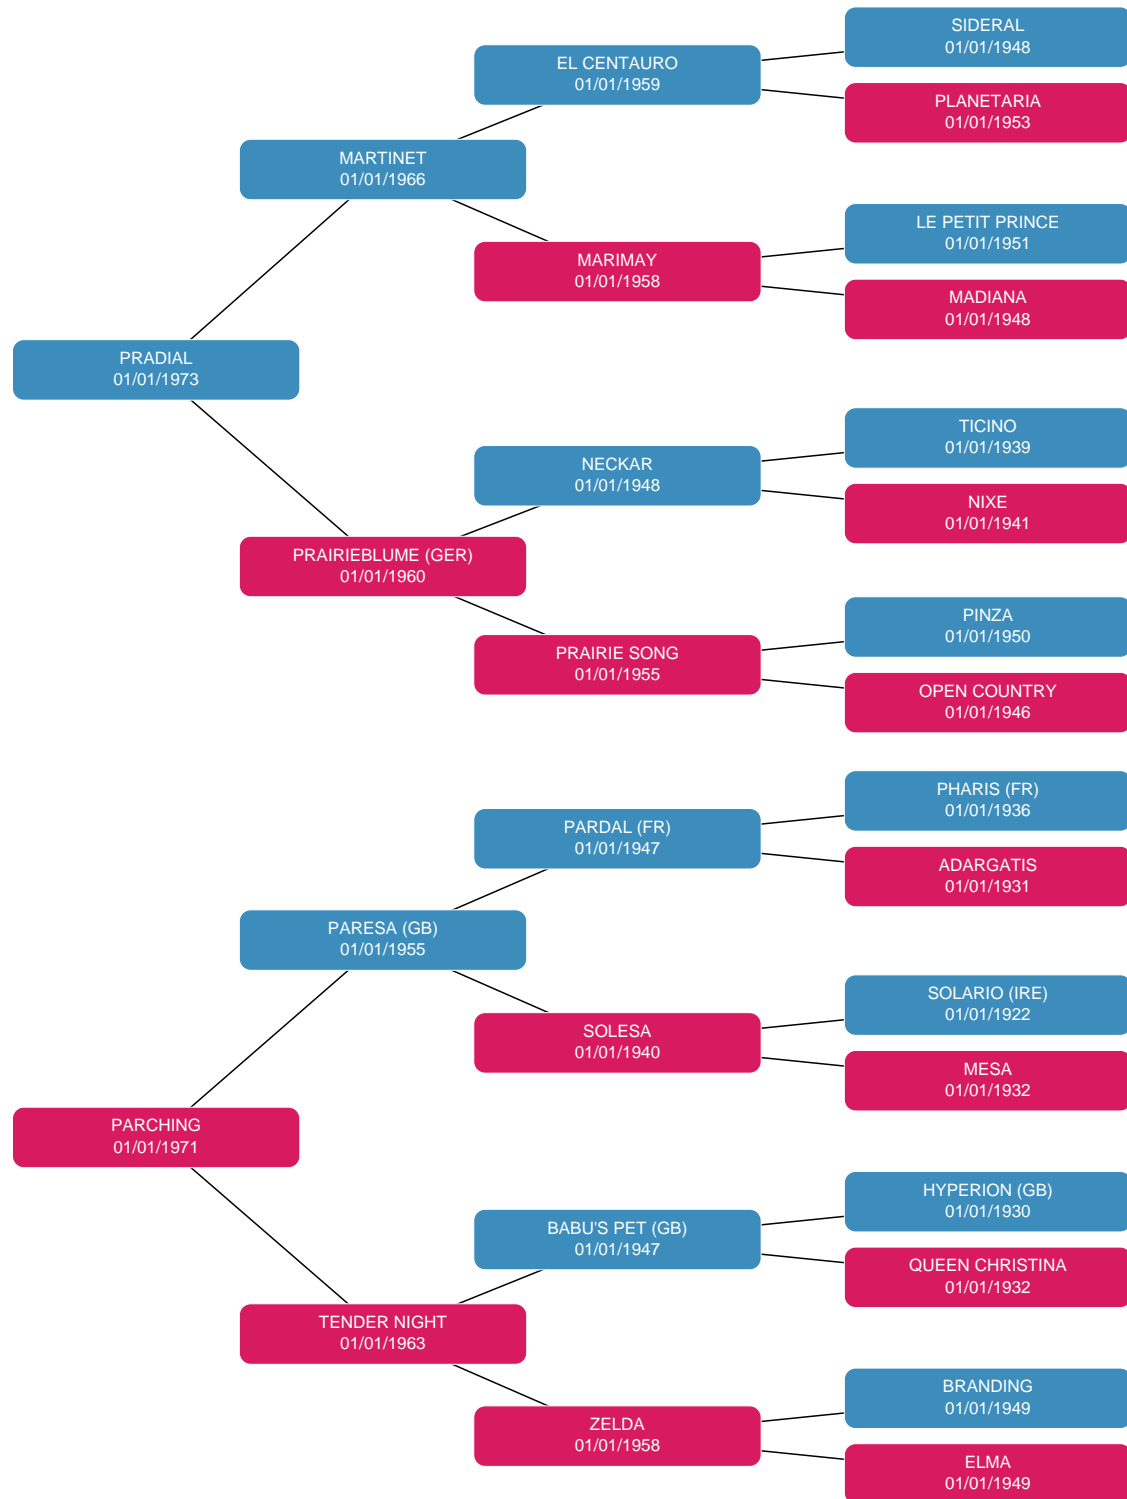 SIDERAL
01/01/1948
EL CENTAURO
01/01/1959
PLANETARIA
01/01/1953
MARTINET
01/01/1966
LE PETIT PRINCE
01/01/1951
MARIMAY
01/01/1958
MADIANA
01/01/1948
PRADIAL
01/01/1973
TICINO
01/01/1939
NECKAR
01/01/1948
NIXE
01/01/1941
PRAIRIEBLUME (GER)
01/01/1960
PINZA
01/01/1950
PRAIRIE SONG
01/01/1955
OPEN COUNTRY
01/01/1946
PHARIS (FR)
01/01/1936
PARDAL (FR)
01/01/1947
ADARGATIS
01/01/1931
PARESA (GB)
01/01/1955
SOLARIO (IRE)
01/01/1922
SOLESA
01/01/1940
MESA
01/01/1932
PARCHING
01/01/1971
HYPERION (GB)
01/01/1930
BABU'S PET (GB)
01/01/1947
QUEEN CHRISTINA
01/01/1932
TENDER NIGHT
01/01/1963
BRANDING
01/01/1949
ZELDA
01/01/1958
ELMA
01/01/1949